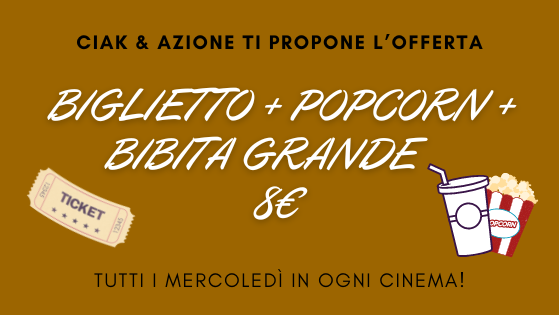 CIAK & AZIONE TI PROPONE L’OFFERTA
BIGLIETTO + POPCORN +
BIBITA GRANDE
8€
TICKET
POPCORN
TUTTI I MERCOLEDÌ IN OGNI CINEMA!